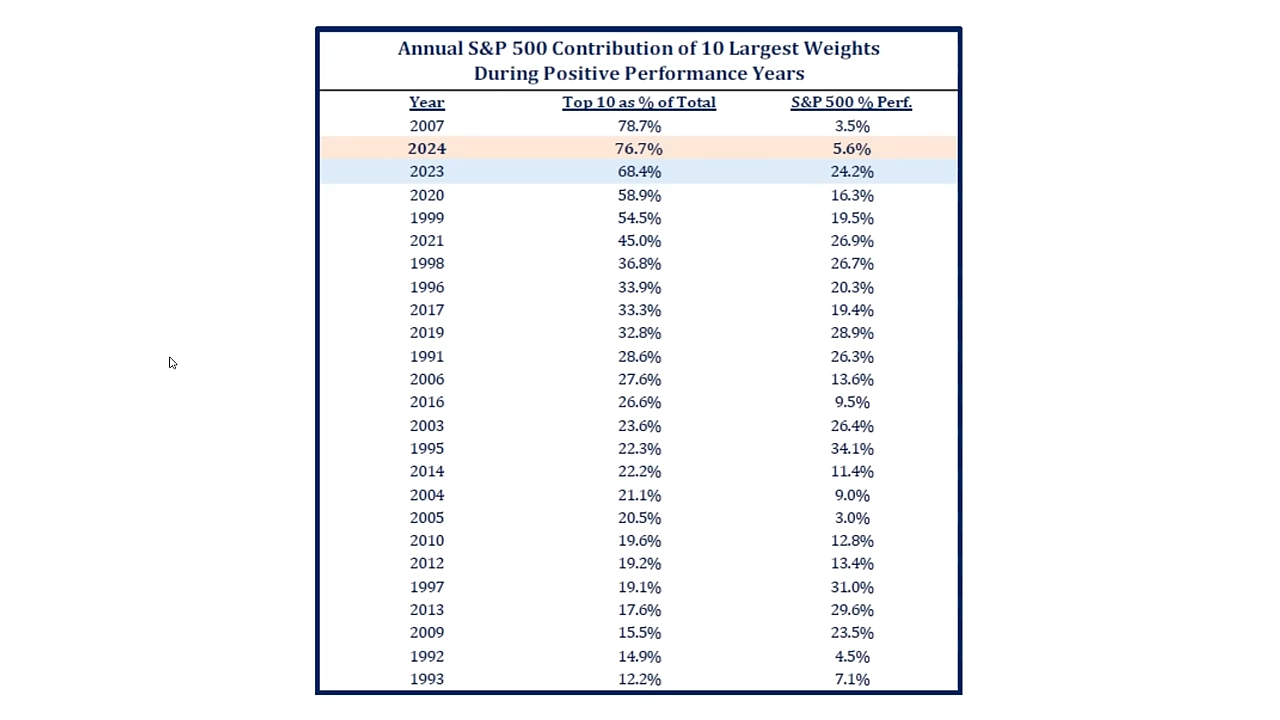 Annual S&P 500 Contribution of 10 Largest Weights
During Positive Performance Years
Year Top 10 as % of Total S&P 500 % Perf.
2007 78.7% 3.5%
2024 76.7% 5.6%
2023 68.4% 24.2%
2020 58.9% 16.3%
1999 54.5% 19.5%
2021 45.0% 26.9%
1998 36.8% 26.7%
1996 33.9% 20.3%
2017 33.3% 19.4%
2019 32.8% 28.9%
1991 28.6% 26.3%
2006 27.6% 13.6%
2016 26.6% 9.5%
2003 23.6% 26.4%
1995 22.3% 34.1%
2014 22.2% 11.4%
2004 21.1% 9.0%
2005 20.5% 3.0%
2010 19.6% 12.8%
2012 19.2% 13.4%
1997 19.1% 31.0%
2013 17.6% 29.6%
2009 15.5% 23.5%
1992 14.9% 4.5%
1993 12.2% 7.1%